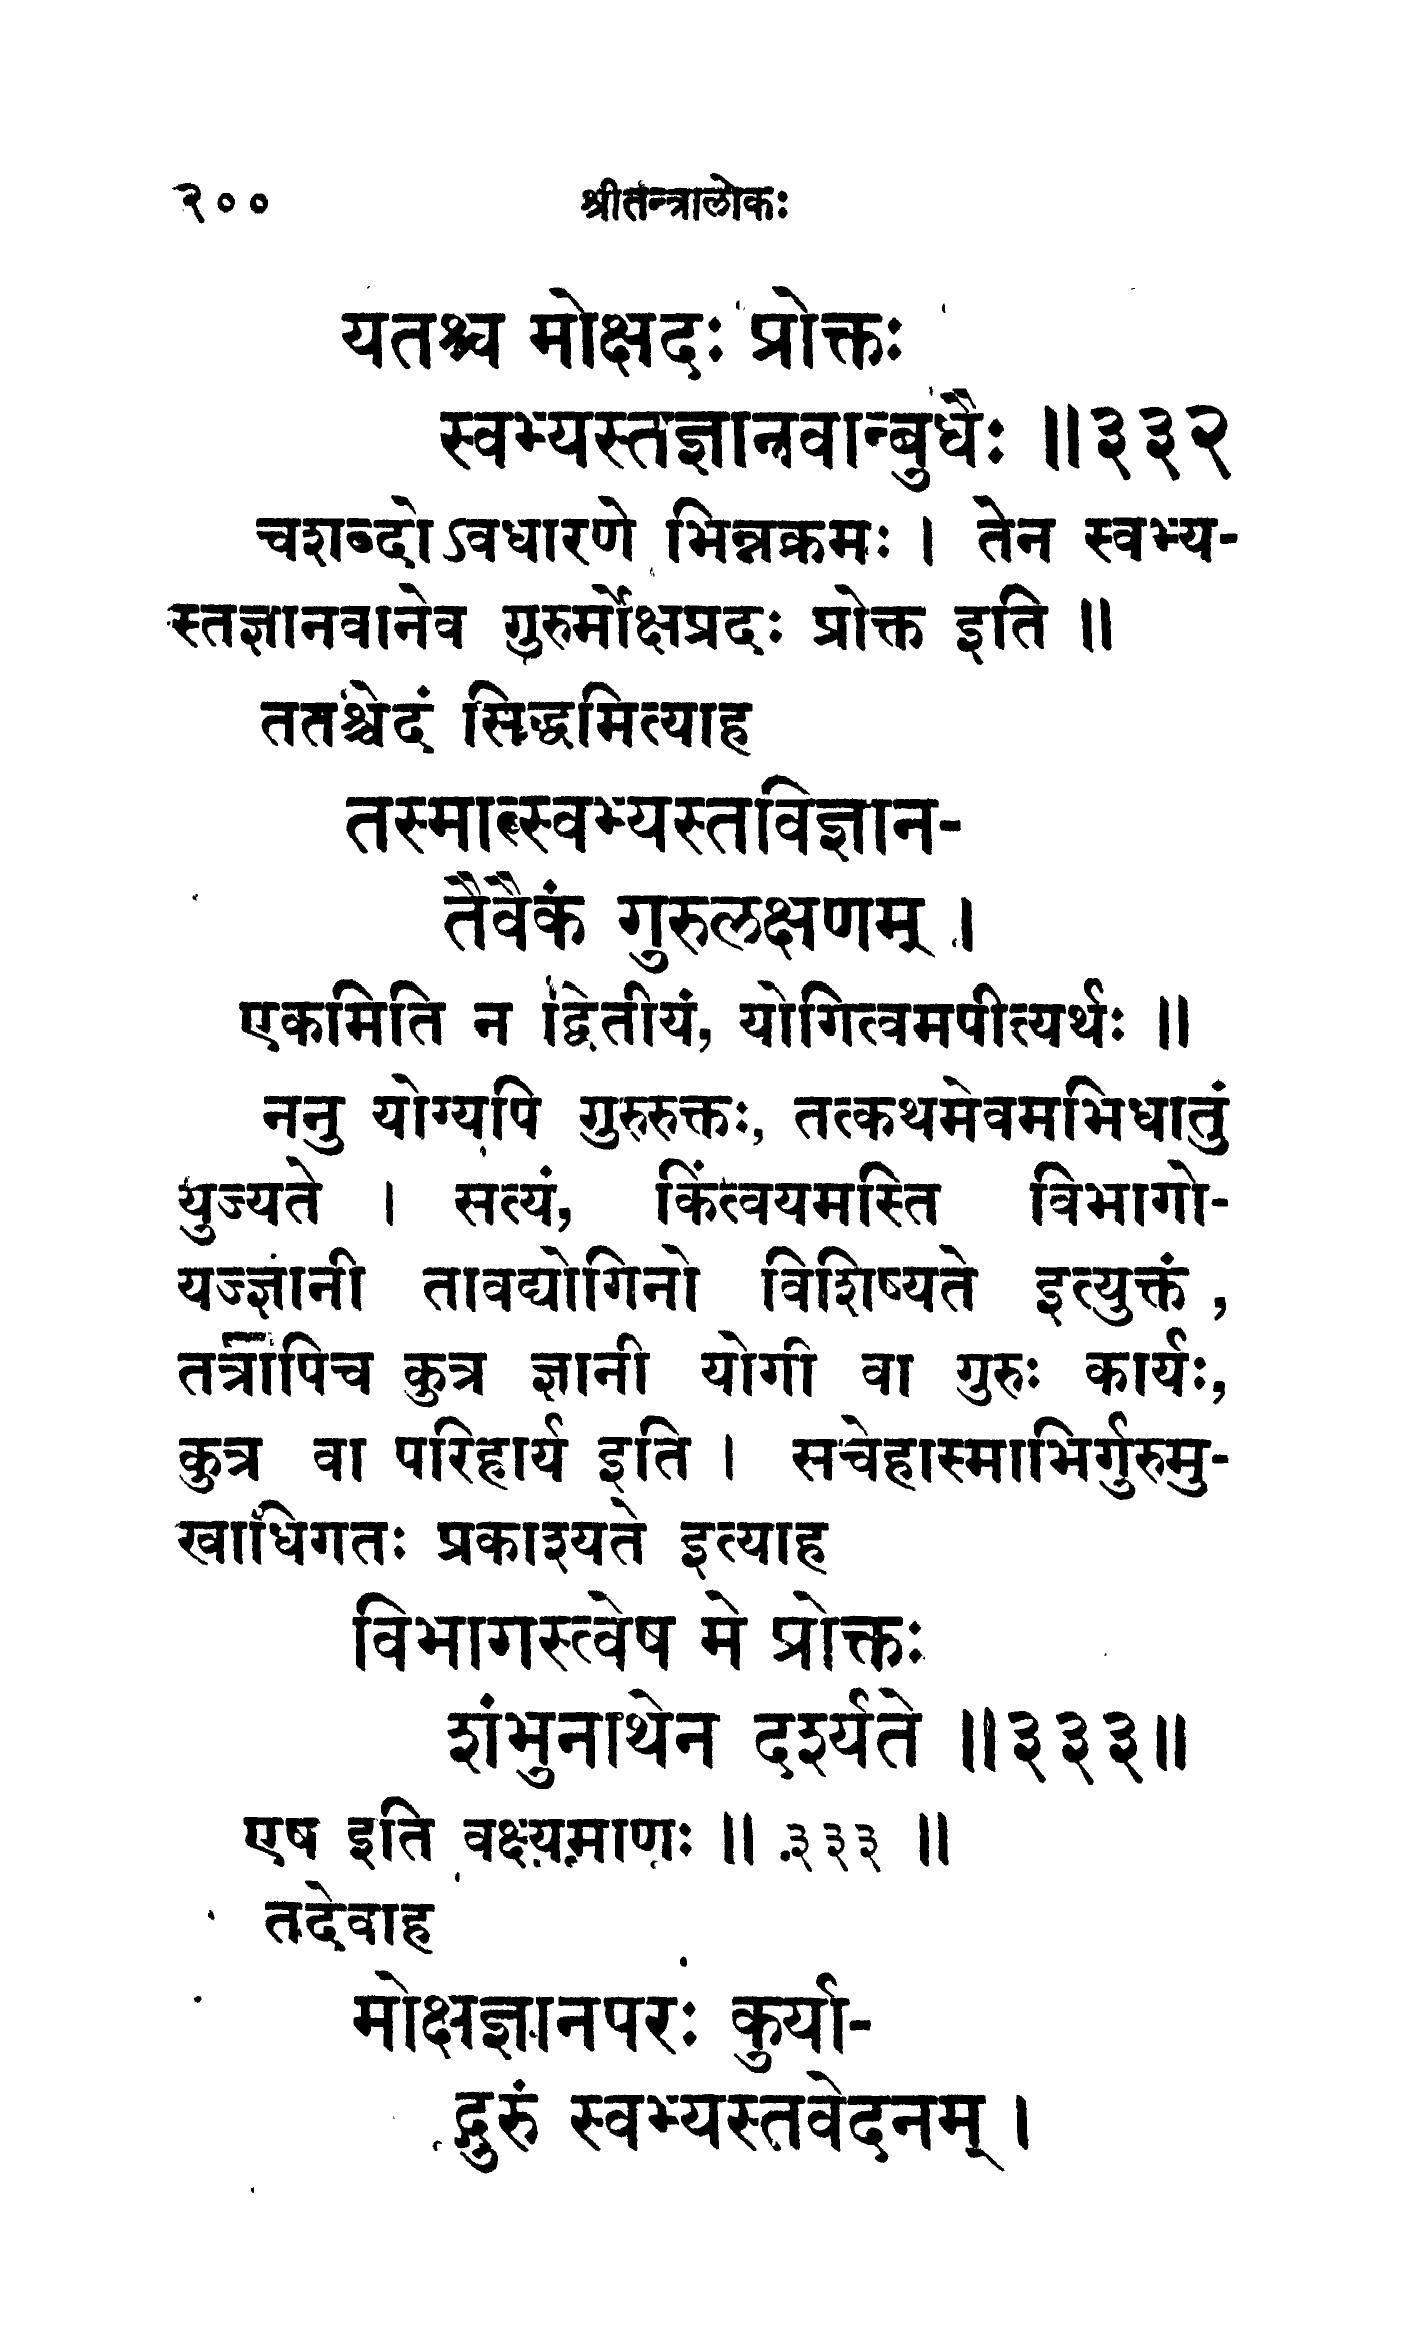 २००
श्रीतन्त्रालोकः
यतश्च मोक्षदः प्रोक्तः
स्वभ्यस्तज्ञानवान्बुधैः ॥३३२
चशब्दोऽवधारणे भिन्नक्रमः । तेन स्वभ्य-
स्तज्ञानवानेव गुरुर्मोक्षप्रदः प्रोक्त इति ॥
ततश्चेदं सिद्धमित्याह
तस्मात्स्वभ्यस्तविज्ञान-
तैवैकं गुरुलक्षणम् ।
एकमिति न द्वितीयं, योगित्वमपीत्यर्थः ॥
ननु योग्यपि गुरुरुक्तः, तत्कथमेवमभिधातुं
युज्यते । सत्यं, किंत्वयमस्ति विभागो-
यज्ज्ञानी तावद्योगिनो विशिष्यते इत्युक्तं ,
तत्रापिच कुत्र ज्ञानी योगी वा गुरुः कार्यः,
कुत्र वा परिहार्य इति । सचेहास्माभिर्गुरुमु-
खाधिगतः प्रकाश्यते इत्याह
विभागस्त्वेष मे प्रोक्तः
शंभुनाथेन दर्श्यते ॥३३३॥
एष इति वक्ष्यमाणः ॥ ३३३ ॥
तदेवाह
मोक्षज्ञानपरः कुर्या-
द्गुरुं स्वभ्यस्तवेदनम् ।